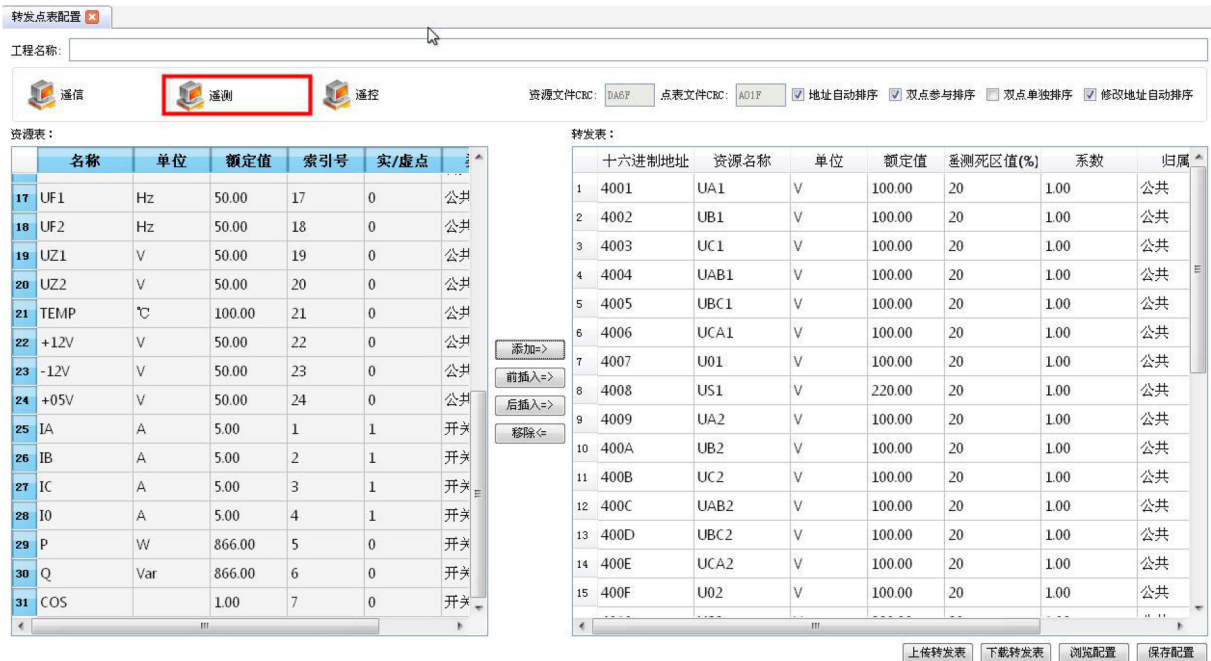 转发点表配置
工程名称:
遥信 遥测 遥控 资源文件CRC: DA6F 点表文件CRC: A01F 地址自动排序 双点参与排序 双点单独排序 修改地址自动排序
资源表： 转发表：
名称 单位 额定值 索引号 实/虚点
17 UF1 Hz 50.00 17 0 公共
18 UF2 Hz 50.00 18 0 公共
19 UZ1 V 50.00 19 0 公共
20 UZ2 V 50.00 20 0 公共
21 TEMP ℃ 100.00 21 0 公共
22 +12V V 50.00 22 0 公共
23 -12V V 50.00 23 0 公共
24 +05V V 50.00 24 0 公共
25 IA A 5.00 1 1 开关
26 IB A 5.00 2 1 开关
27 IC A 5.00 3 1 开关
28 I0 A 5.00 4 1 开关
29 P W 866.00 5 0 开关
30 Q Var 866.00 6 0 开关
31 COS 1.00 7 0 开关
添加=>
前插入=>
后插入=>
移除<=
十六进制地址 资源名称 单位 额定值 遥测死区值(%) 系数 归属
1 4001 UA1 V 100.00 20 1.00 公共
2 4002 UB1 V 100.00 20 1.00 公共
3 4003 UC1 V 100.00 20 1.00 公共
4 4004 UAB1 V 100.00 20 1.00 公共
5 4005 UBC1 V 100.00 20 1.00 公共
6 4006 UCA1 V 100.00 20 1.00 公共
7 4007 U01 V 100.00 20 1.00 公共
8 4008 US1 V 220.00 20 1.00 公共
9 4009 UA2 V 100.00 20 1.00 公共
10 400A UB2 V 100.00 20 1.00 公共
11 400B UC2 V 100.00 20 1.00 公共
12 400C UAB2 V 100.00 20 1.00 公共
13 400D UBC2 V 100.00 20 1.00 公共
14 400E UCA2 V 100.00 20 1.00 公共
15 400F U02 V 100.00 20 1.00 公共
上传转发表 下载转发表 浏览配置 保存配置